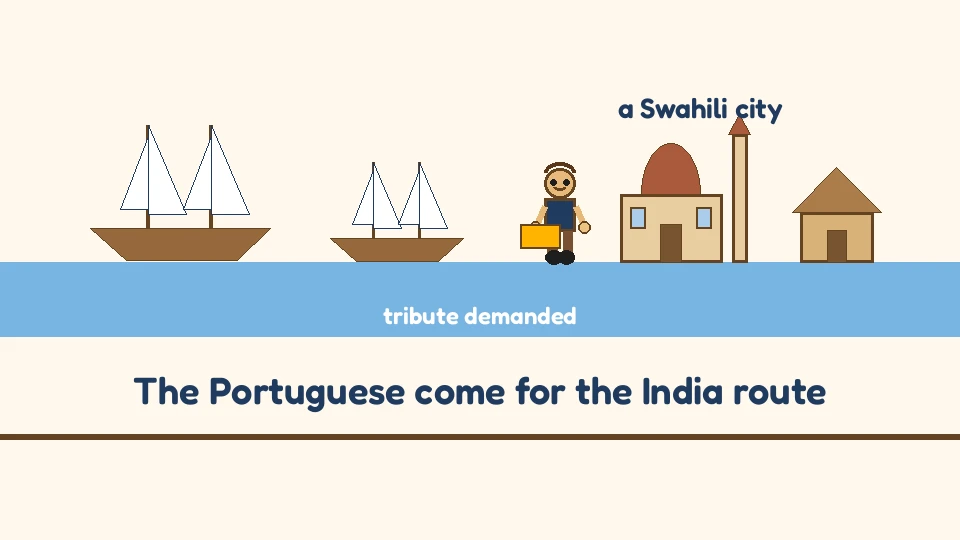 a Swahili city
tribute demanded
The Portuguese come for the India route